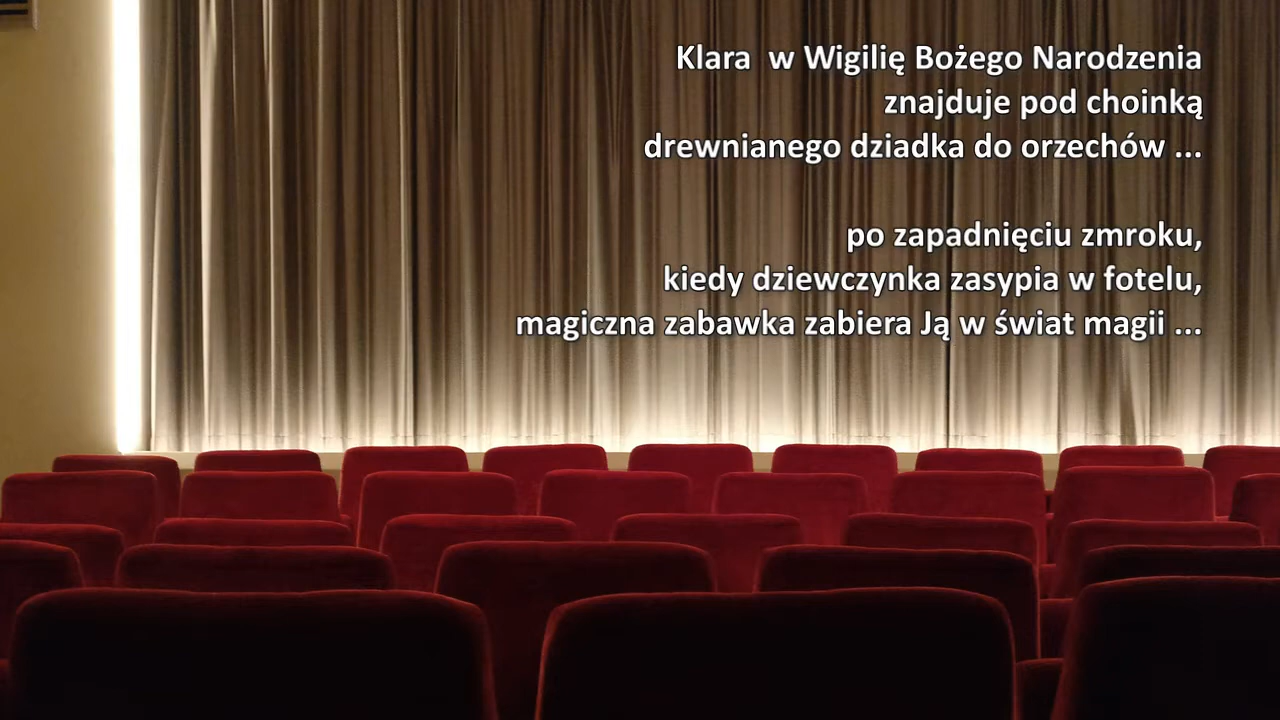 Klara  w Wigilię Bożego Narodzenia
znajduje pod choinką
drewnianego dziadka do orzechów ...
po zapadnięciu zmroku,
kiedy dziewczynka zasypia w fotelu,
magiczna zabawka zabiera Ją w świat magii ...